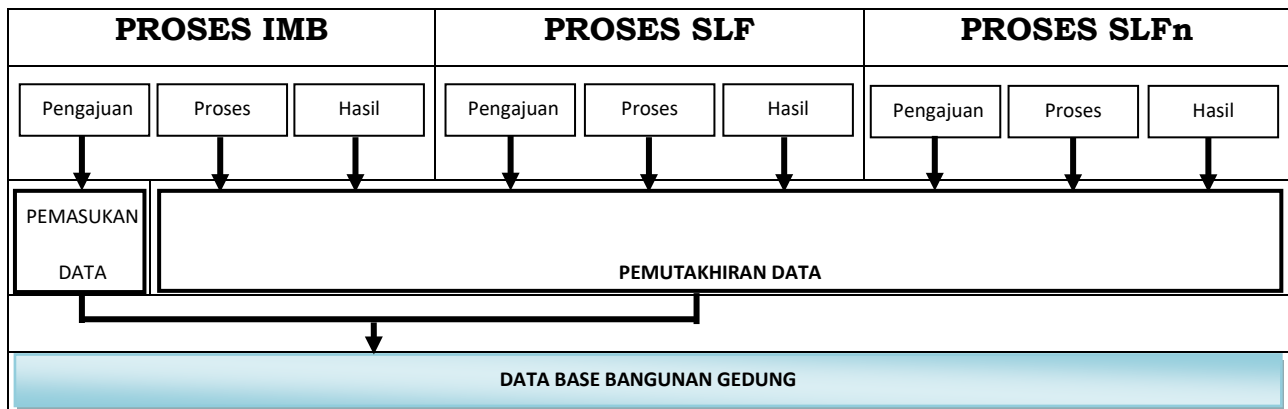 PROSES IMB
PROSES SLF
PROSES SLFn
Pengajuan
Proses
Hasil
Pengajuan
Proses
Hasil
Pengajuan
Proses
Hasil
PEMASUKAN
DATA
PEMUTAKHIRAN DATA
DATA BASE BANGUNAN GEDUNG